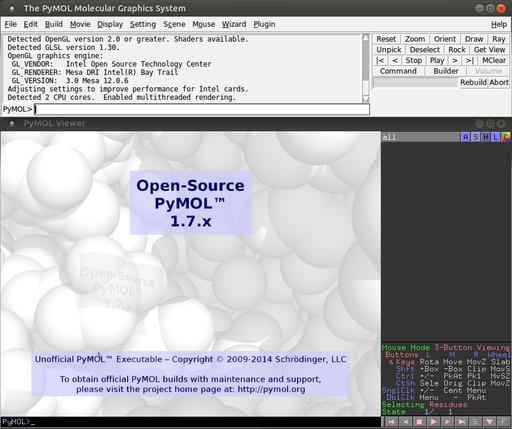 The PyMOL Molecular Graphics System
File Edit Build Movie Display Setting Scene Mouse Wizard Plugin Help
Detected OpenGL version 2.0 or greater. Shaders available.
Detected GLSL version 1.30.
OpenGL graphics engine:
GL_VENDOR: Intel Open Source Technology Center
GL_RENDERER: Mesa DRI Intel(R) Bay Trail
GL_VERSION: 3.0 Mesa 12.0.6
Adjusting settings to improve performance for Intel cards.
Detected 2 CPU cores. Enabled multithreaded rendering.
PyMOL>
Reset Zoom Orient Draw Ray
Unpick Deselect Rock Get View
|< < Stop Play > >| MClear
Command Builder Volume
Rebuild Abort
PyMOL Viewer
all A S H L C
Open-Source
PyMOL™
1.7.x
Open-Source
PyMOL™
1.7.x
Unofficial PyMOL™ Executable – Copyright © 2009-2014 Schrödinger, LLC
To obtain official PyMOL builds with maintenance and support,
please visit the project home page at: http://pymol.org
Mouse Mode 3-Button Viewing
Buttons L M R Wheel
& Keys Rota Move MovZ Slab
Shft +Box -Box Clip MovS
Ctrl +/- PkAt Pk1 MvSZ
CtSh Sele Orig Clip MovZ
SnglClk +/- Cent Menu
DblClk Menu - PkAt
Selecting Residues
State 1/ 1
PyMOL>_
S F